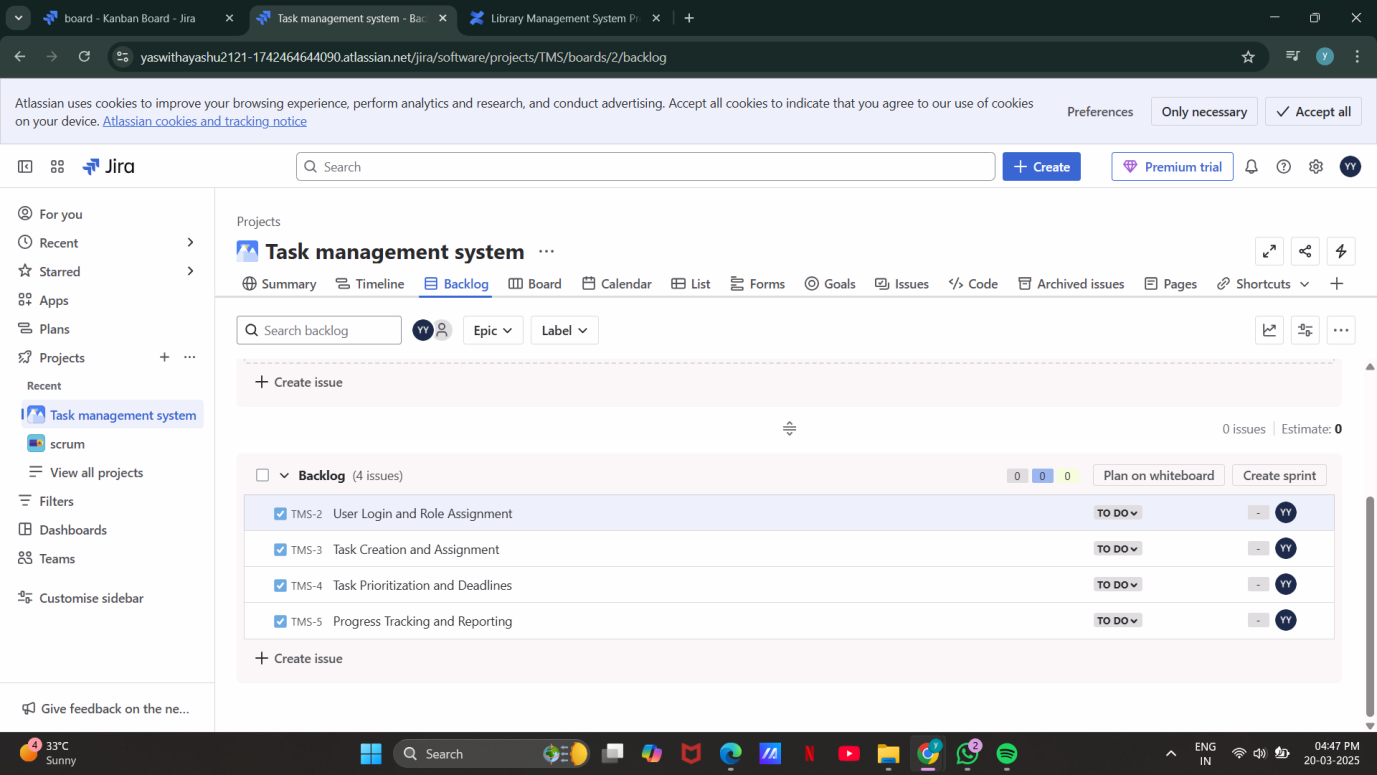 board - Kanban Board - Jira
Task management system - Bac
Library Management System Pr
yaswithayashu2121-1742464644090.atlassian.net/jira/software/projects/TMS/boards/2/backlog
Y
Atlassian uses cookies to improve your browsing experience, perform analytics and research, and conduct advertising. Accept all cookies to indicate that you agree to our use of cookies
on your device. Atlassian cookies and tracking notice
Preferences
Only necessary
Accept all
Jira
Search
Create
Premium trial
YY
For you
Recent
Starred
Apps
Plans
Projects
Recent
Task management system
scrum
View all projects
Filters
Dashboards
Teams
Customise sidebar
Give feedback on the ne...
Projects
Task management system
Summary Timeline Backlog Board Calendar List Forms Goals Issues Code Archived issues Pages Shortcuts
Search backlog
YY
Epic
Label
Create issue
0 issues Estimate: 0
Backlog (4 issues) 0 0 0 Plan on whiteboard Create sprint
TMS-2 User Login and Role Assignment TO DO - YY
TMS-3 Task Creation and Assignment TO DO - YY
TMS-4 Task Prioritization and Deadlines TO DO - YY
TMS-5 Progress Tracking and Reporting TO DO - YY
Create issue
4
33°C
Sunny
Search
2
ENG
IN
04:47 PM
20-03-2025